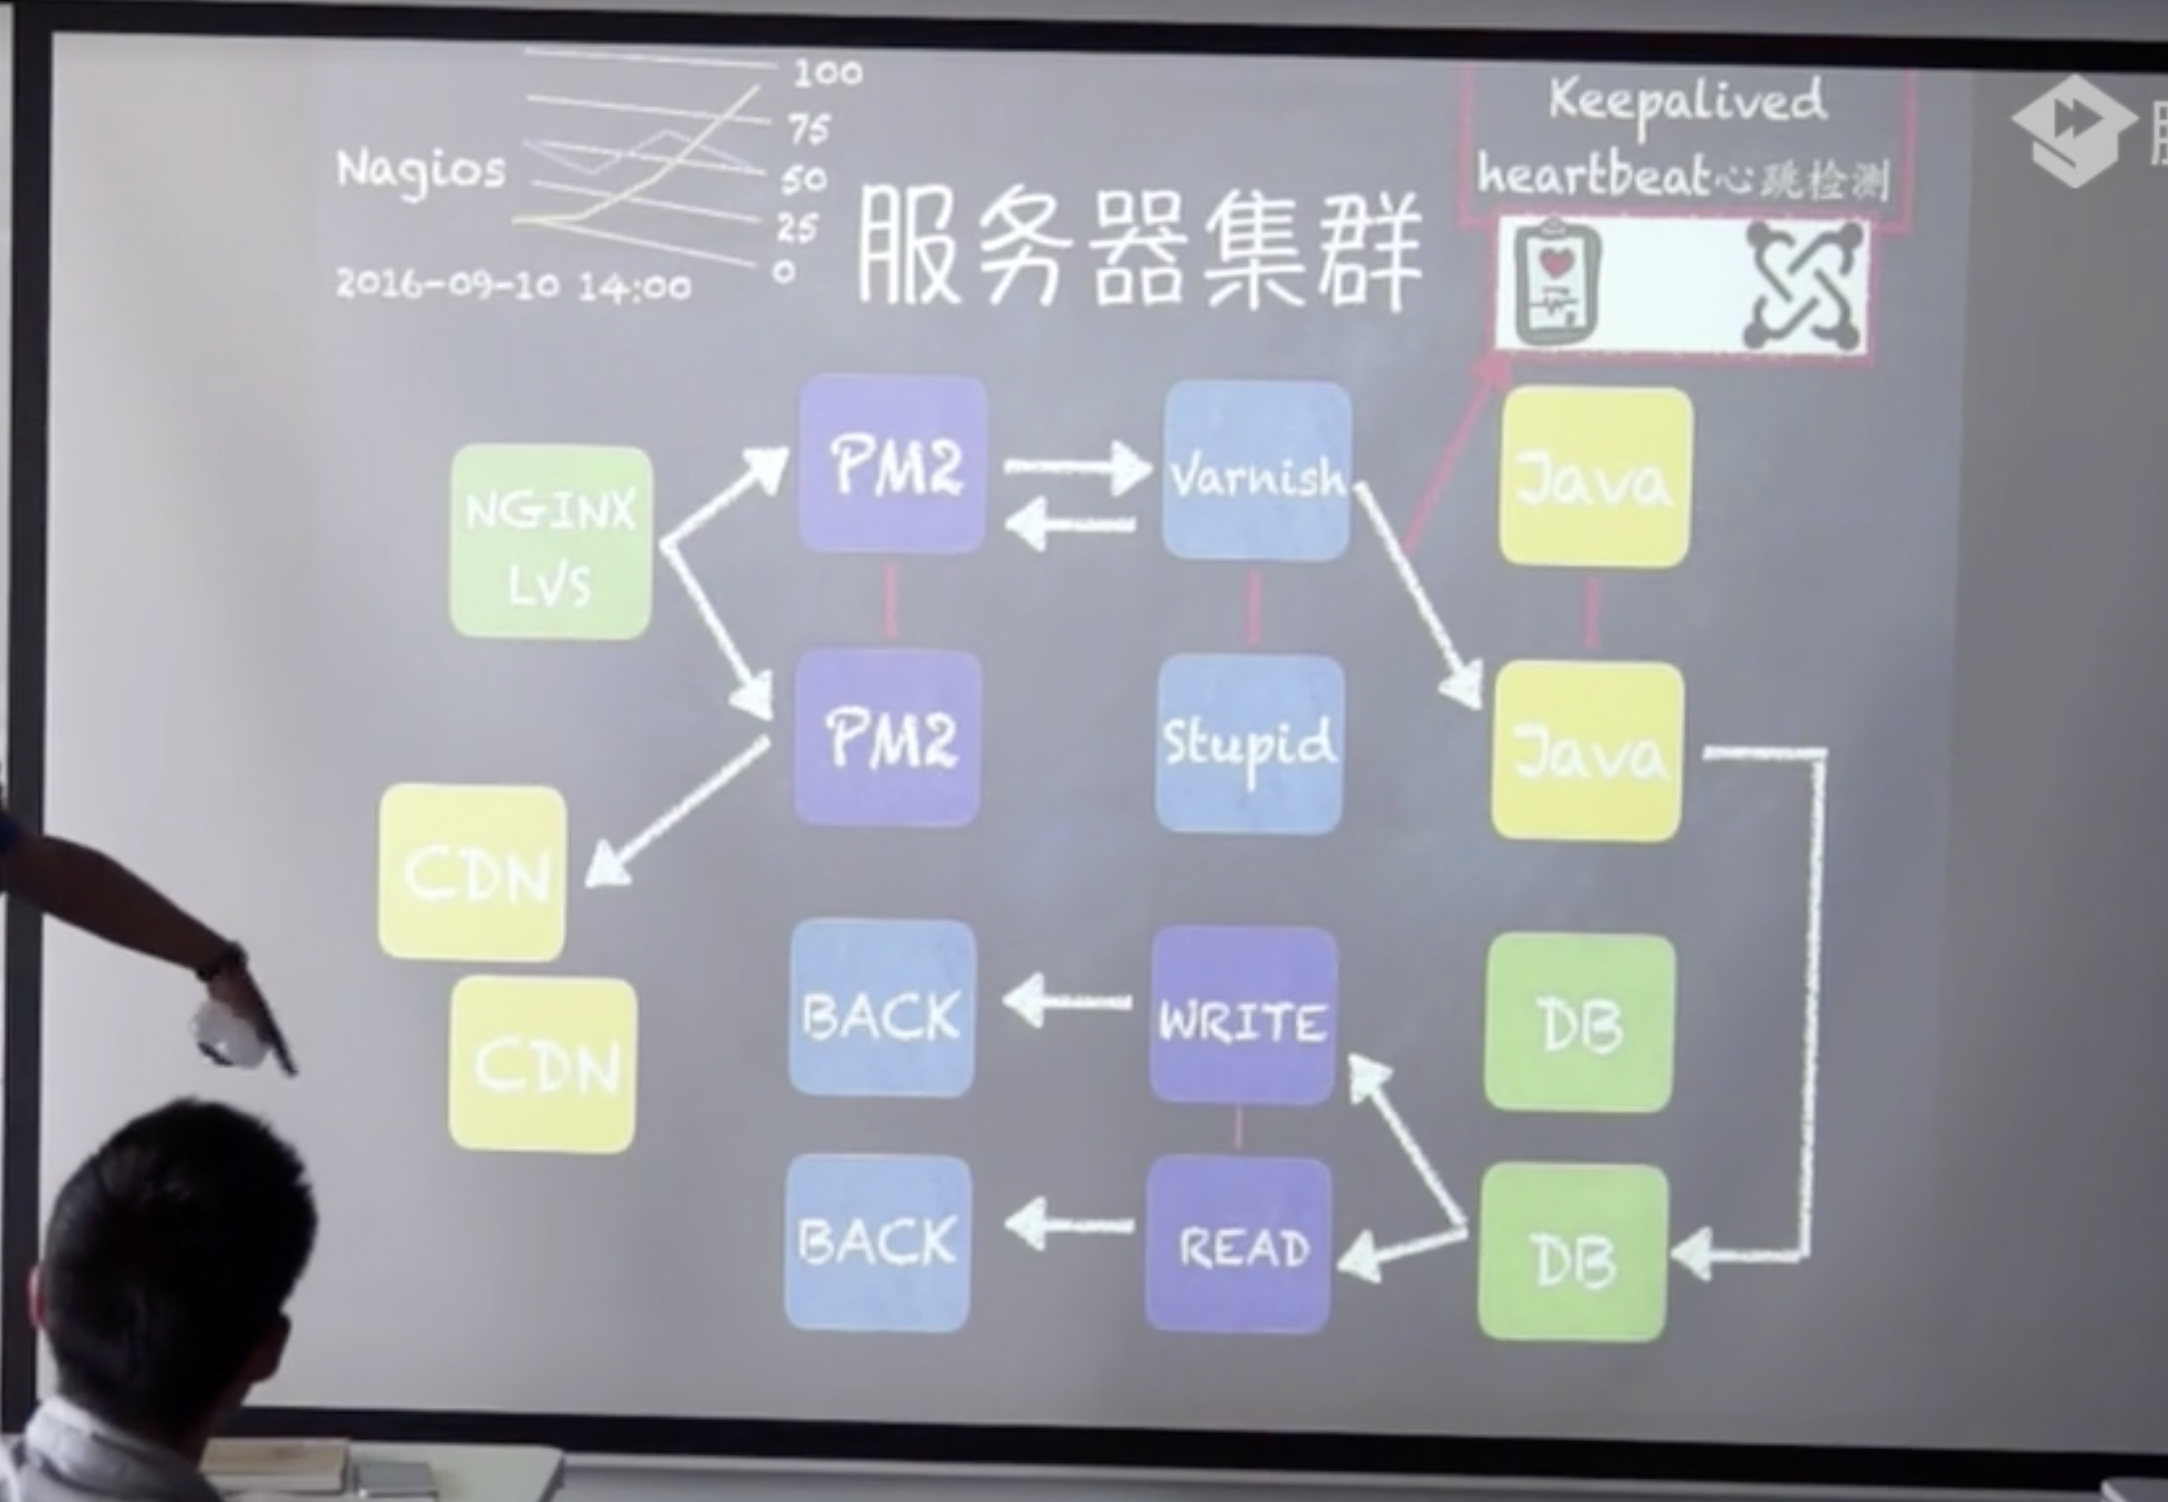 100
75
50
25
0
Nagios
2016-09-10 14:00
服务器集群
Keepalived
heartbeat心跳检测
NGINX
LVS
PM2
Varnish
Java
PM2
Stupid
Java
CDN
CDN
BACK
WRITE
DB
BACK
READ
DB